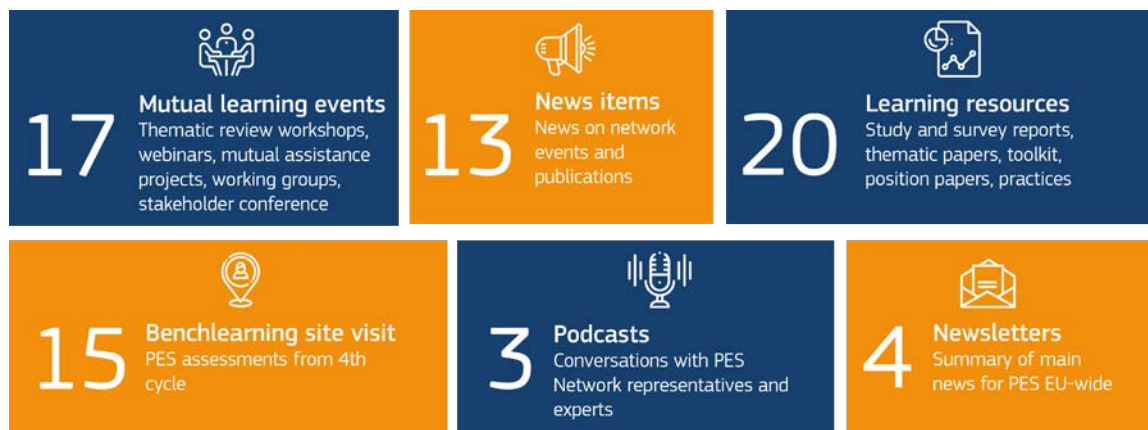 17
Mutual learning events
Thematic review workshops,
webinars, mutual assistance
projects, working groups,
stakeholder conference
13
News items
News on network
events and
publications
20
Learning resources
Study and survey reports,
thematic papers, toolkit,
position papers, practices
15
Benchlearning site visit
PES assessments from 4th
cycle
3
Podcasts
Conversations with PES
Network representatives and
experts
4
Newsletters
Summary of main
news for PES EU-wide